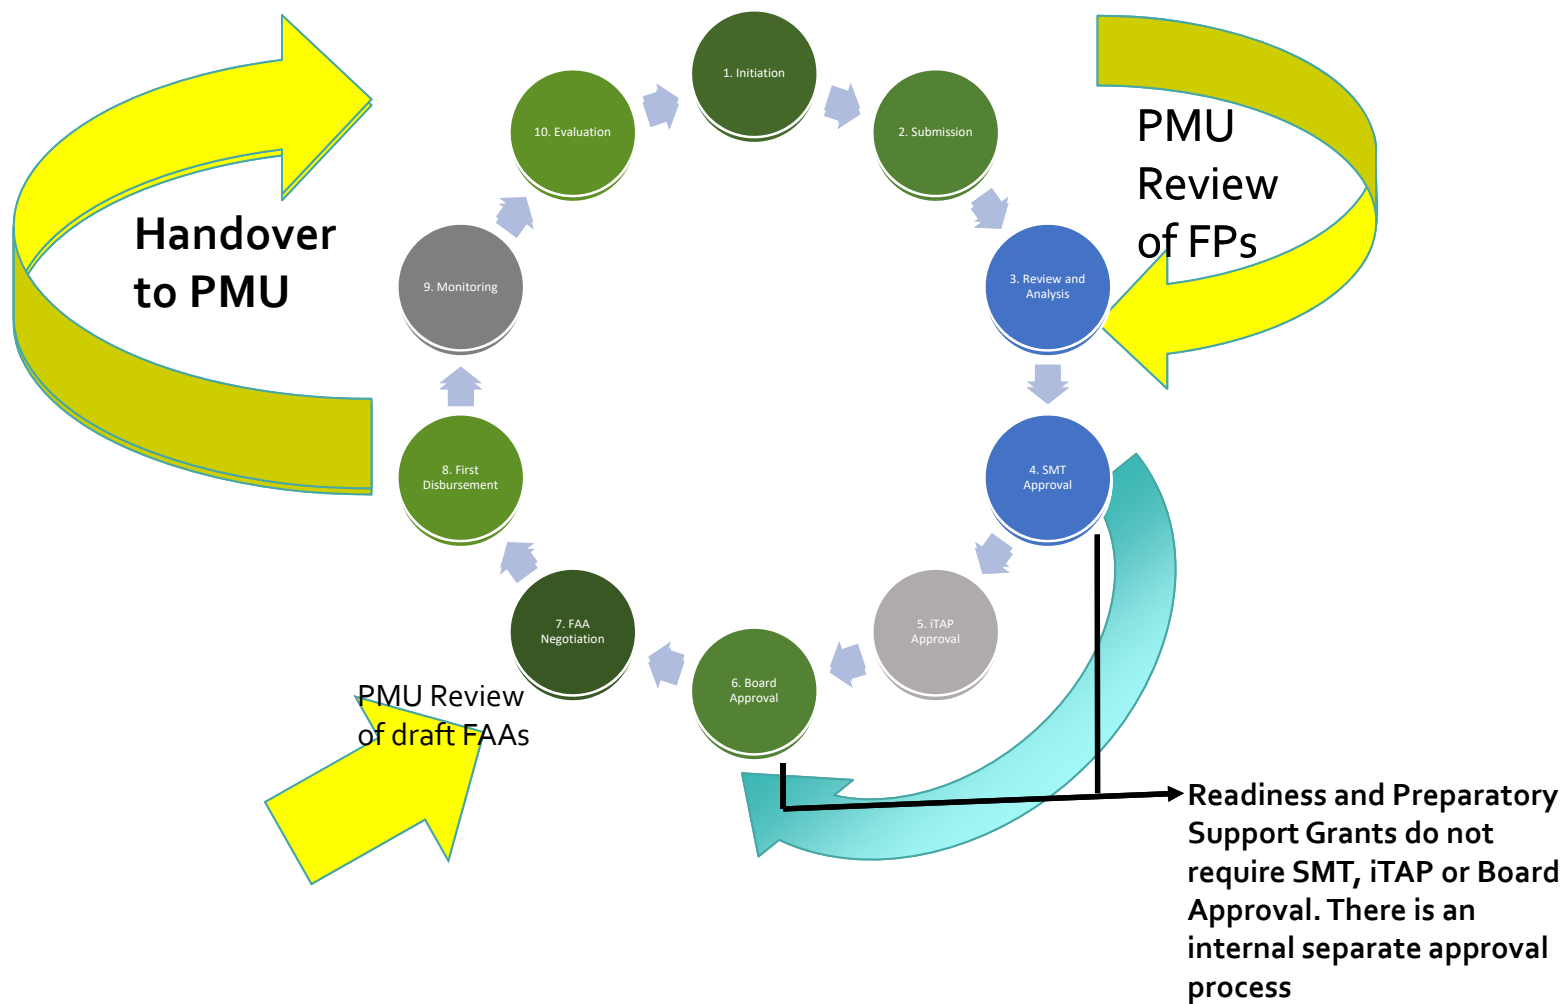 1. Initiation
2. Submission
3. Review and
Analysis
4. SMT
Approval
5. iTAP
Approval
6. Board
Approval
7. FAA
Negotiation
8. First
Disbursement
9. Monitoring
10. Evaluation
PMU
Review
of FPs
Handover
to PMU
PMU Review
of draft FAAs
Readiness and Preparatory
Support Grants do not
require SMT, iTAP or Board
Approval. There is an
internal separate approval
process